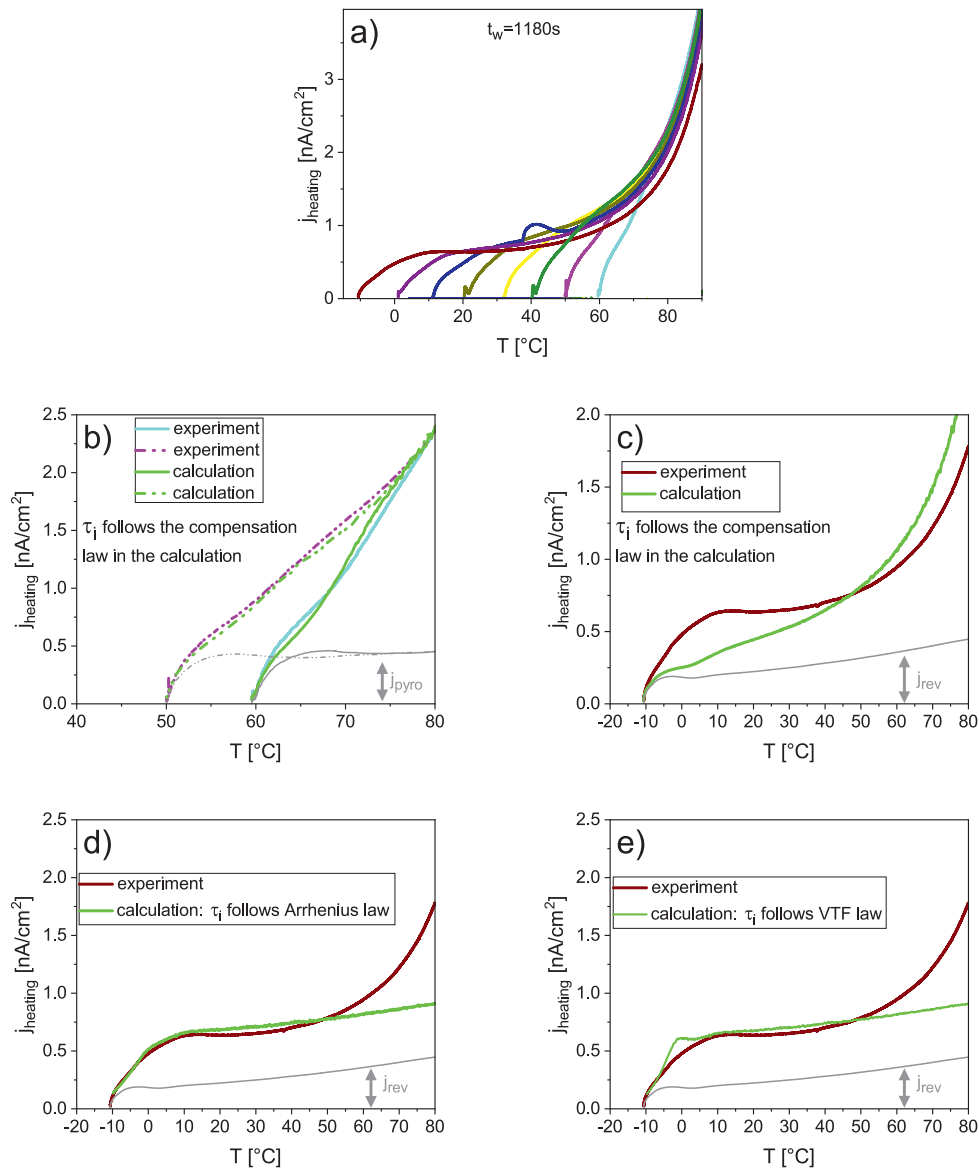 a)
t_w=1180s
j_heating [nA/cm²]
3
2
1
0
0 20 40 60 80
T [°C]
b)
experiment
experiment
calculation
calculation
τ_i follows the compensation
law in the calculation
j_heating [nA/cm²]
2.5
2.0
1.5
1.0
0.5
0.0
j_pyro
40 50 60 70 80
T [°C]
c)
experiment
calculation
τ_i follows the compensation
law in the calculation
j_heating [nA/cm²]
2.0
1.5
1.0
0.5
0.0
j_rev
-20 -10 0 10 20 30 40 50 60 70 80
T [°C]
d)
experiment
calculation: τ_i follows Arrhenius law
j_heating [nA/cm²]
2.5
2.0
1.5
1.0
0.5
0.0
j_rev
-20 -10 0 10 20 30 40 50 60 70 80
T [°C]
e)
experiment
calculation: τ_i follows VTF law
j_heating [nA/cm²]
2.5
2.0
1.5
1.0
0.5
0.0
j_rev
-20 -10 0 10 20 30 40 50 60 70 80
T [°C]